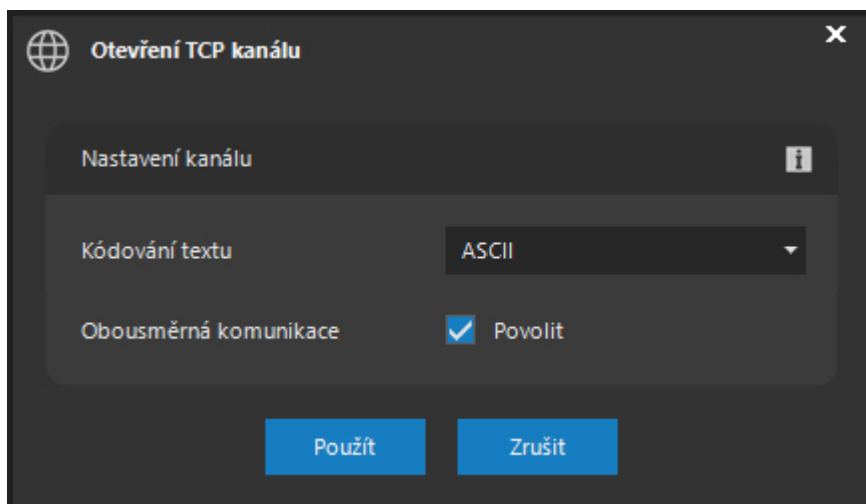 Otevření TCP kanálu
Nastavení kanálu
Kódování textu ASCII
Obousměrná komunikace Povolit
Použít Zrušit